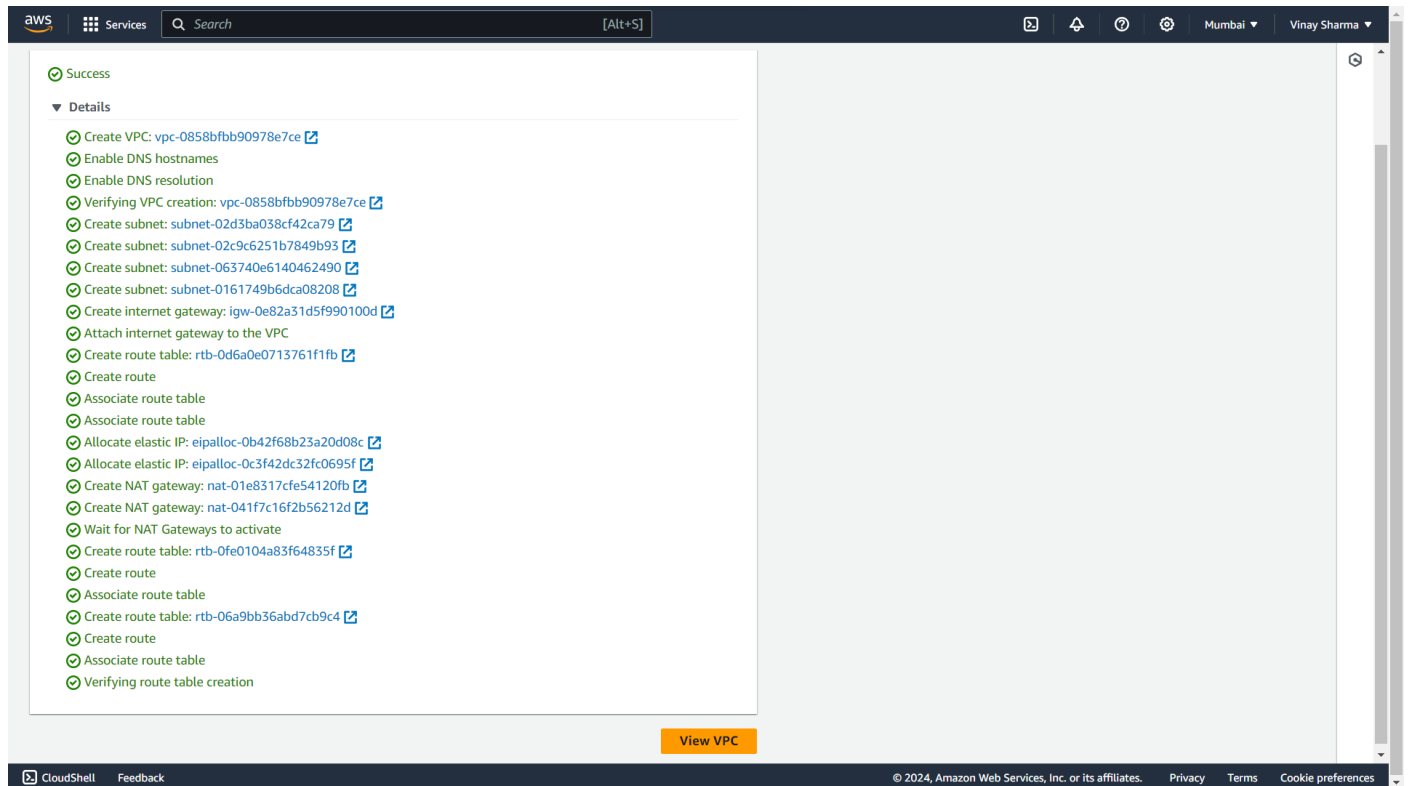 aws Services Search [Alt+S] Mumbai Vinay Sharma
Success
Details
Create VPC: vpc-0858bfbb90978e7ce
Enable DNS hostnames
Enable DNS resolution
Verifying VPC creation: vpc-0858bfbb90978e7ce
Create subnet: subnet-02d3ba038cf42ca79
Create subnet: subnet-02c9c6251b7849b93
Create subnet: subnet-063740e6140462490
Create subnet: subnet-0161749b6dca08208
Create internet gateway: igw-0e82a31d5f990100d
Attach internet gateway to the VPC
Create route table: rtb-0d6a0e0713761f1fb
Create route
Associate route table
Associate route table
Allocate elastic IP: eipalloc-0b42f68b23a20d08c
Allocate elastic IP: eipalloc-0c3f42dc32fc0695f
Create NAT gateway: nat-01e8317cfe54120fb
Create NAT gateway: nat-041f7c16f2b56212d
Wait for NAT Gateways to activate
Create route table: rtb-0fe0104a83f64835f
Create route
Associate route table
Create route table: rtb-06a9bb36abd7cb9c4
Create route
Associate route table
Verifying route table creation
View VPC
CloudShell Feedback © 2024, Amazon Web Services, Inc. or its affiliates. Privacy Terms Cookie preferences